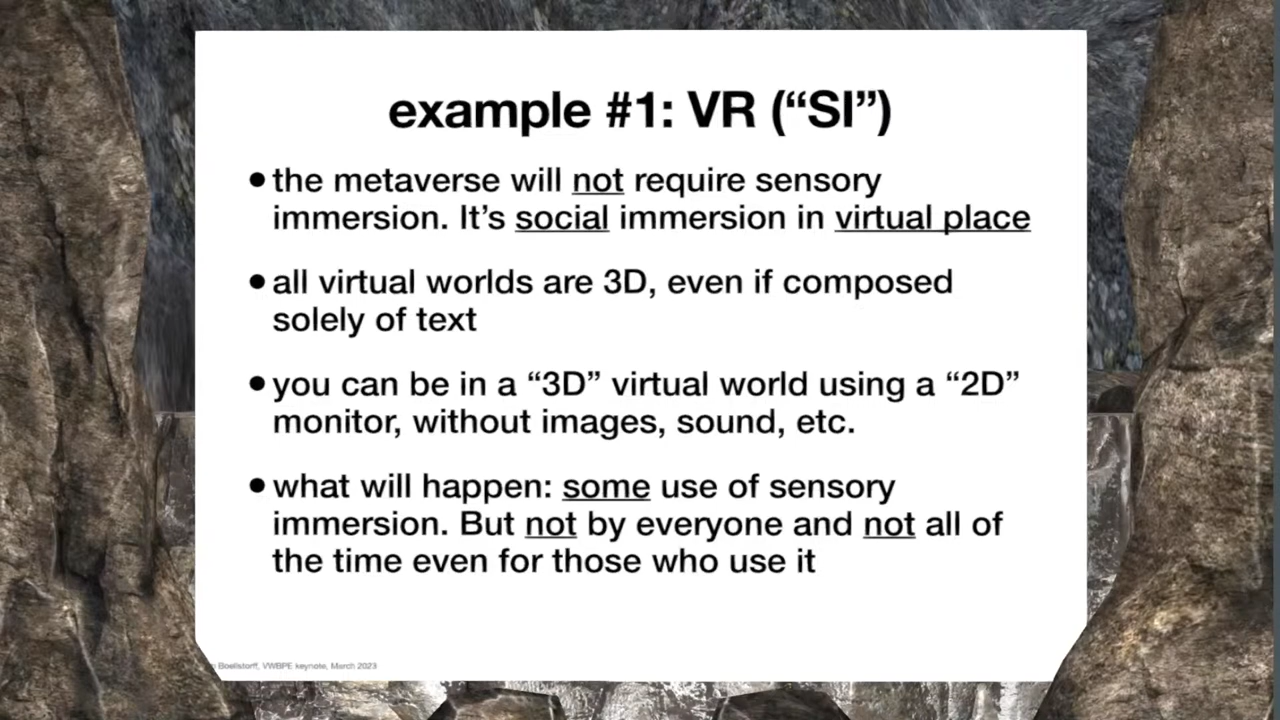 example #1: VR (“SI”)
•the metaverse will not require sensory
immersion. It’s social immersion in virtual place
•all virtual worlds are 3D, even if composed
solely of text
•you can be in a “3D” virtual world using a “2D”
monitor, without images, sound, etc.
•what will happen: some use of sensory
immersion. But not by everyone and not all of
the time even for those who use it
Boellstorff, VWBPE keynote, March 2023